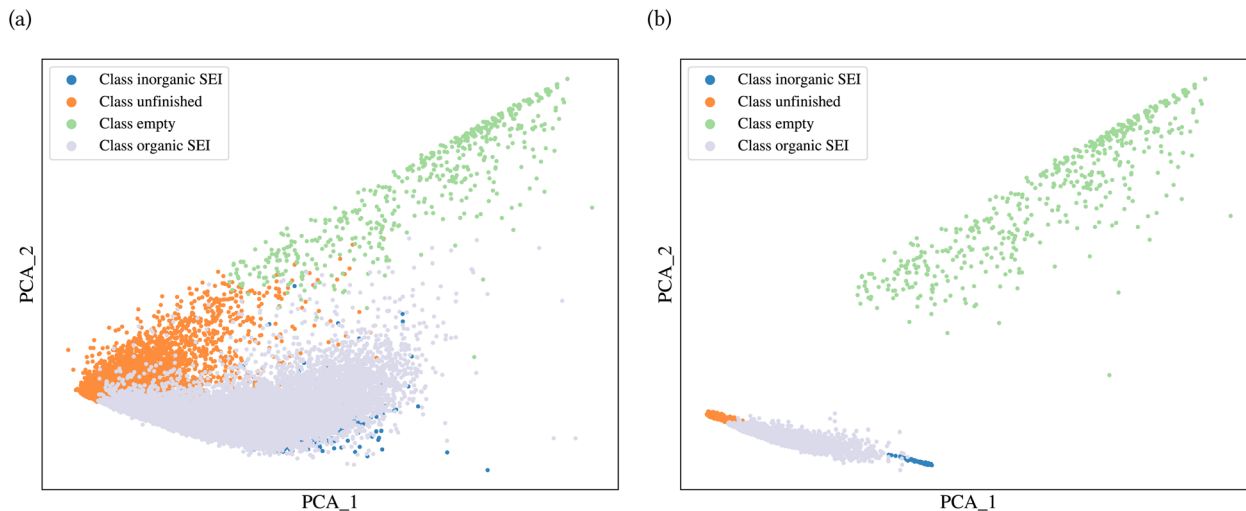 (a)
Class inorganic SEI
Class unfinished
Class empty
Class organic SEI
PCA_2
PCA_1
(b)
Class inorganic SEI
Class unfinished
Class empty
Class organic SEI
PCA_2
PCA_1